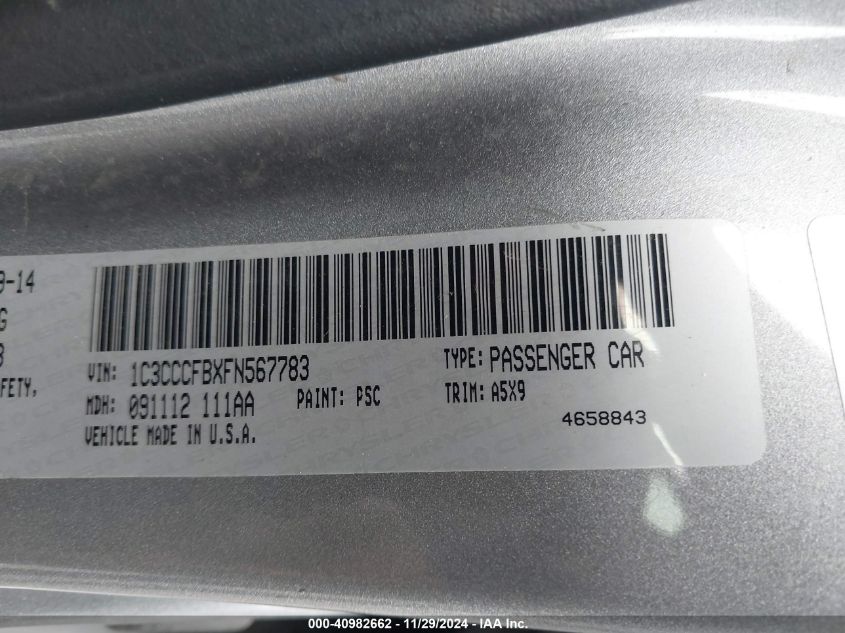 9-14
G
8
FETY,
VIN: 1C3CCCFBXFN567783
TYPE: PASSENGER CAR
MDH: 091112 111AA
PAINT: PSC
TRIM: A5X9
VEHICLE MADE IN U.S.A.
4658843
000-40982662 - 11/29/2024 - IAA Inc.